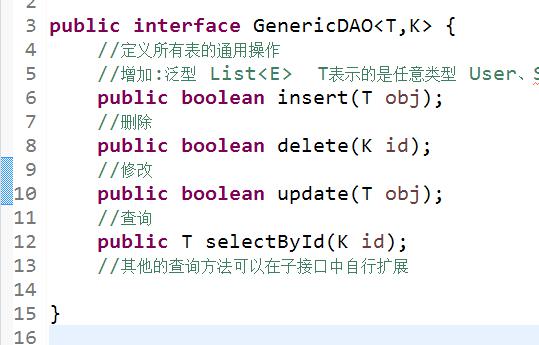 2
3 public interface GenericDAO<T,K> {
4 //定义所有表的通用操作
5 //增加:泛型 List<E> T表示的是任意类型 User、S
6 public boolean insert(T obj);
7 //删除
8 public boolean delete(K id);
9 //修改
10 public boolean update(T obj);
11 //查询
12 public T selectById(K id);
13 //其他的查询方法可以在子接口中自行扩展
14
15 }
16